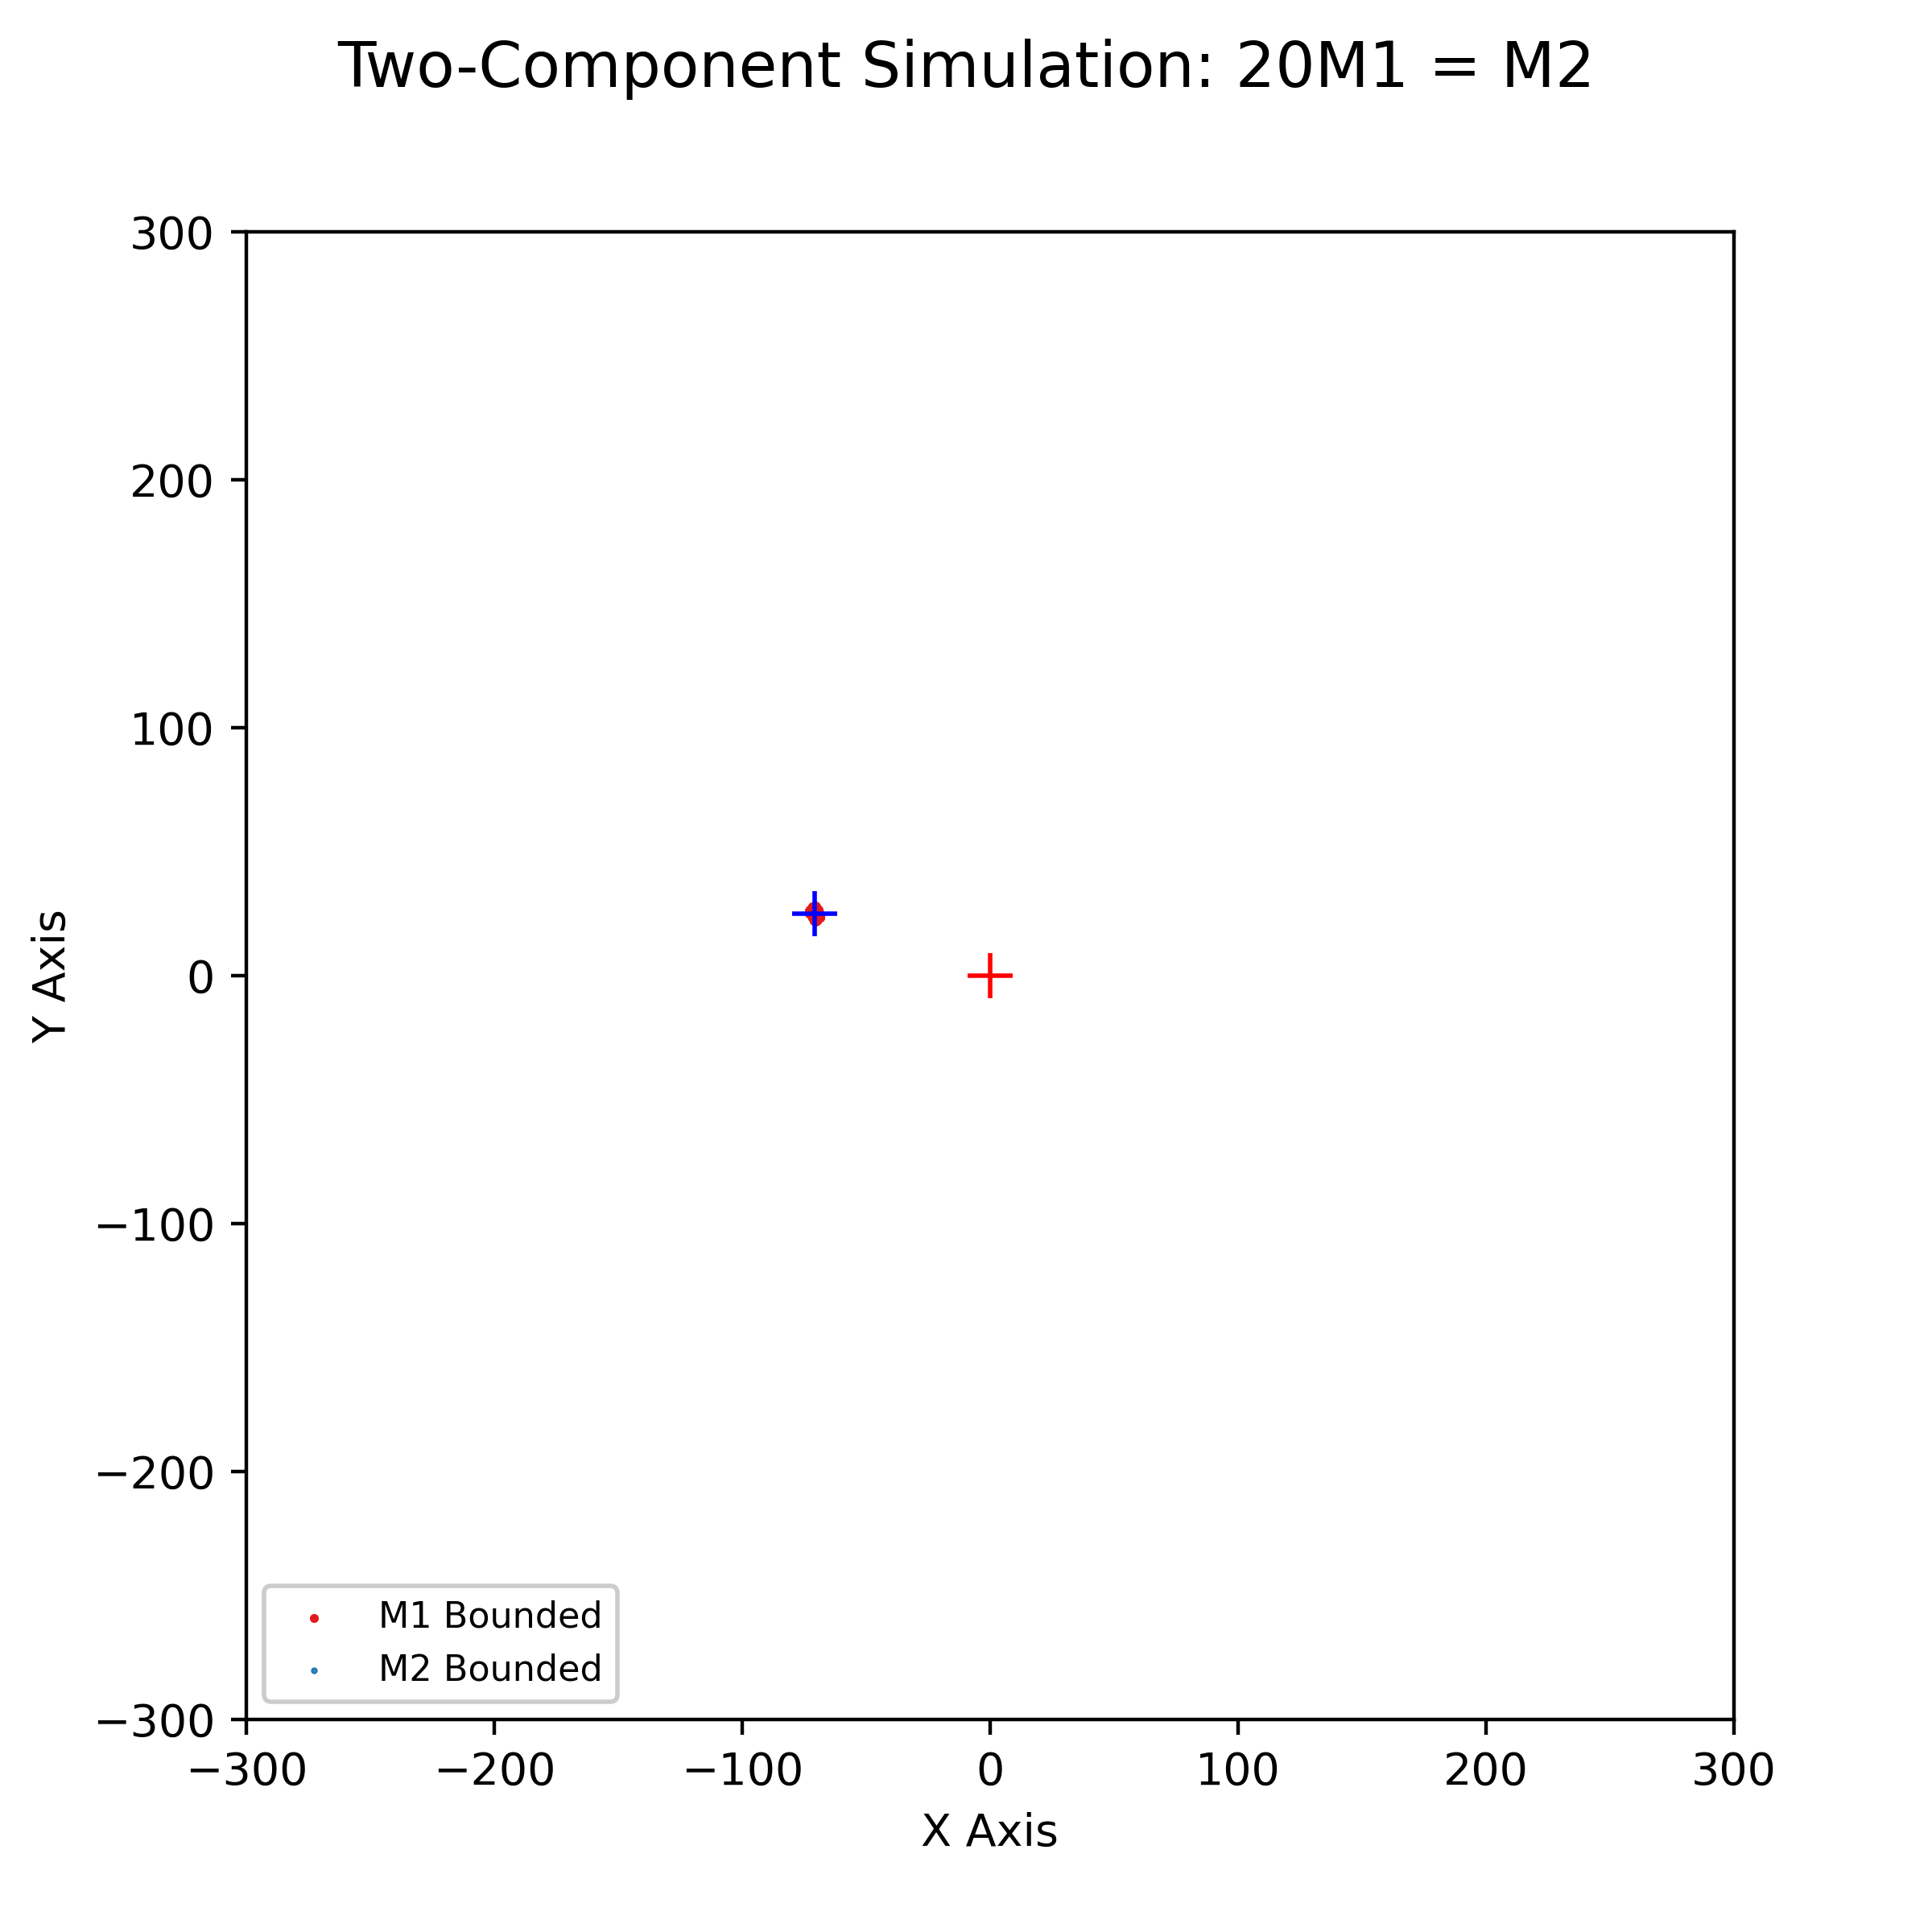 Two-Component Simulation: 20M1 = M2
300
200
100
0
−100
−200
−300
Y Axis
M1 Bounded
M2 Bounded
−300 −200 −100 0 100 200 300
X Axis